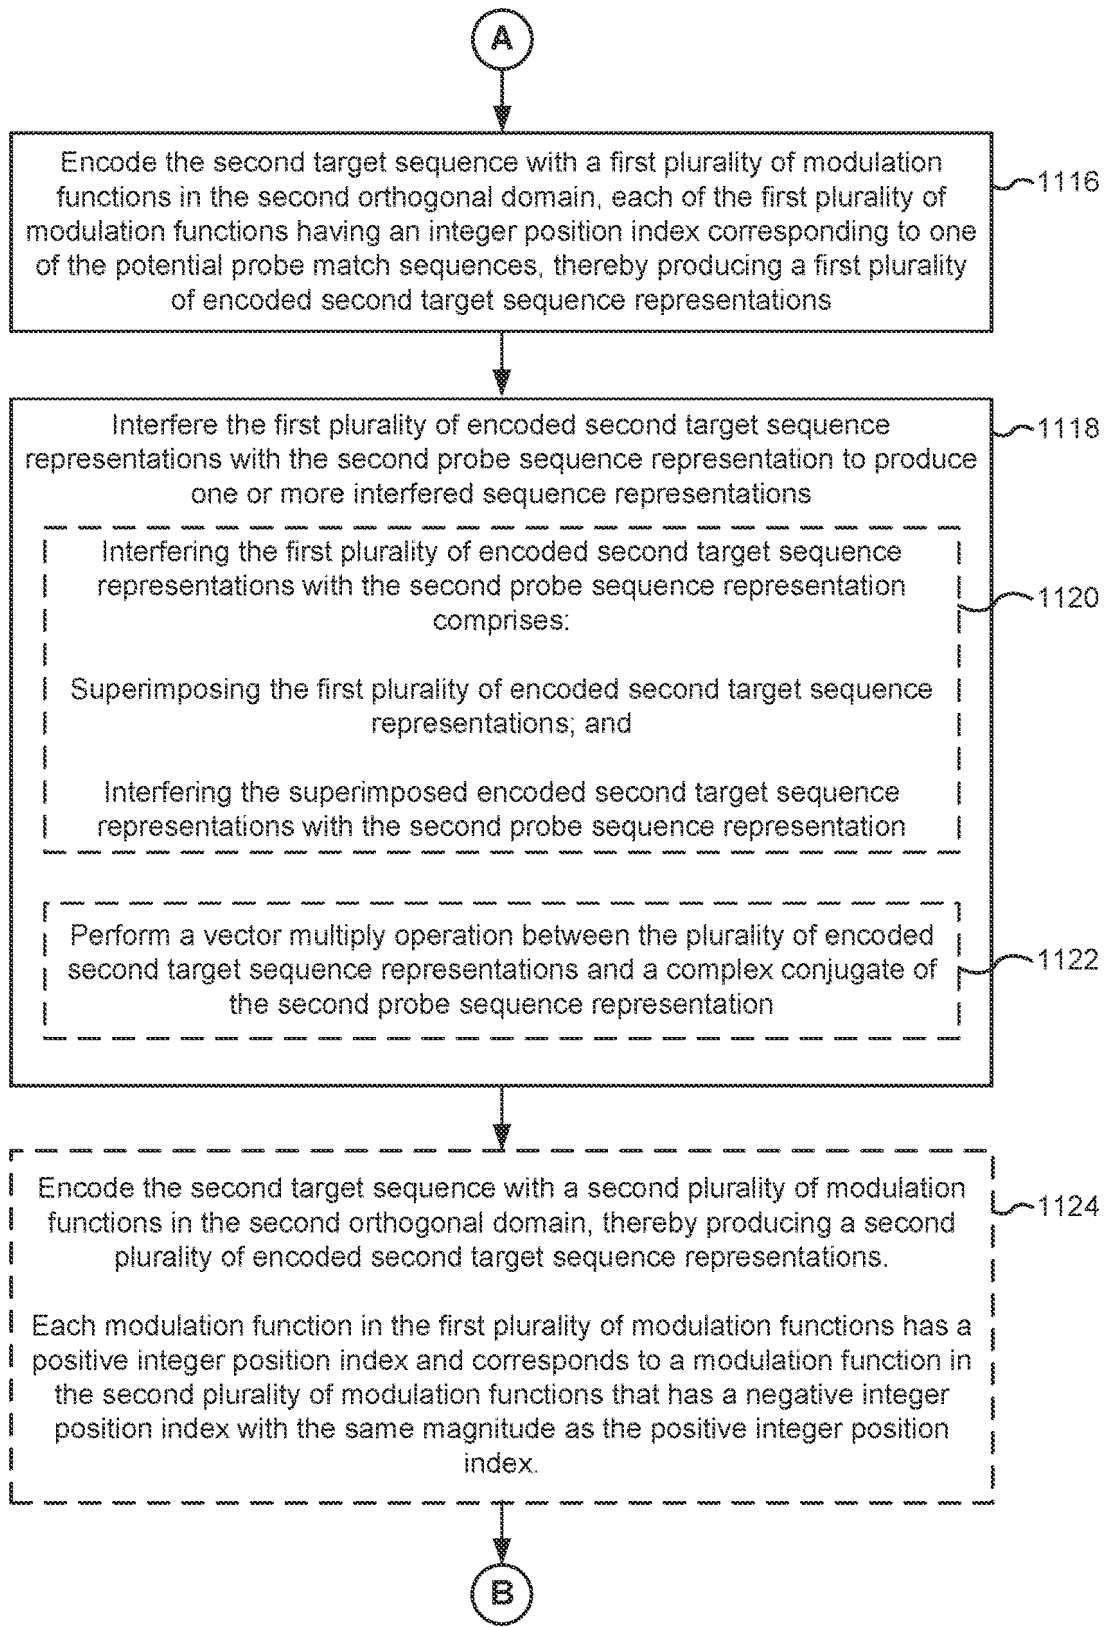 A
Encode the second target sequence with a first plurality of modulation
functions in the second orthogonal domain, each of the first plurality of
modulation functions having an integer position index corresponding to one
of the potential probe match sequences, thereby producing a first plurality
of encoded second target sequence representations
1116
Interfere the first plurality of encoded second target sequence
representations with the second probe sequence representation to produce
one or more interfered sequence representations
1118
Interfering the first plurality of encoded second target sequence
representations with the second probe sequence representation
comprises:
1120
Superimposing the first plurality of encoded second target sequence
representations; and
Interfering the superimposed encoded second target sequence
representations with the second probe sequence representation
Perform a vector multiply operation between the plurality of encoded
second target sequence representations and a complex conjugate of
the second probe sequence representation
1122
Encode the second target sequence with a second plurality of modulation
functions in the second orthogonal domain, thereby producing a second
plurality of encoded second target sequence representations.
1124
Each modulation function in the first plurality of modulation functions has a
positive integer position index and corresponds to a modulation function in
the second plurality of modulation functions that has a negative integer
position index with the same magnitude as the positive integer position
index.
B